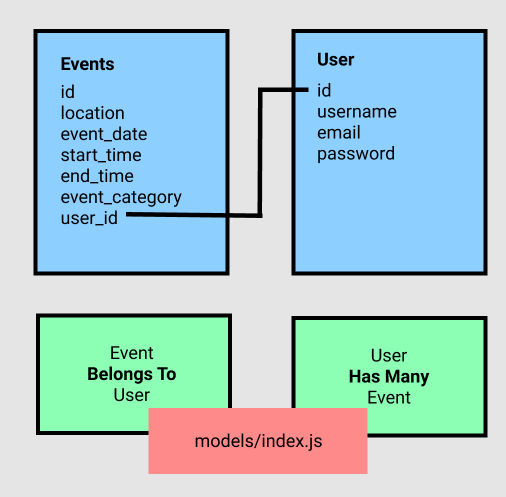 Events
id
location
event_date
start_time
end_time
event_category
user_id
User
id
username
email
password
Event
Belongs To
User
User
Has Many
Event
models/index.js